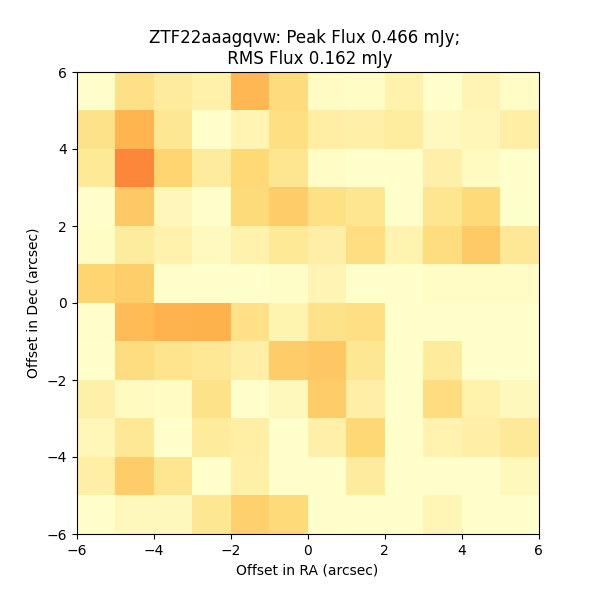 ZTF22aaagqvw: Peak Flux 0.466 mJy;
RMS Flux 0.162 mJy
6
4
2
0
−2
−4
−6
Offset in Dec (arcsec)
−6 −4 −2 0 2 4 6
Offset in RA (arcsec)